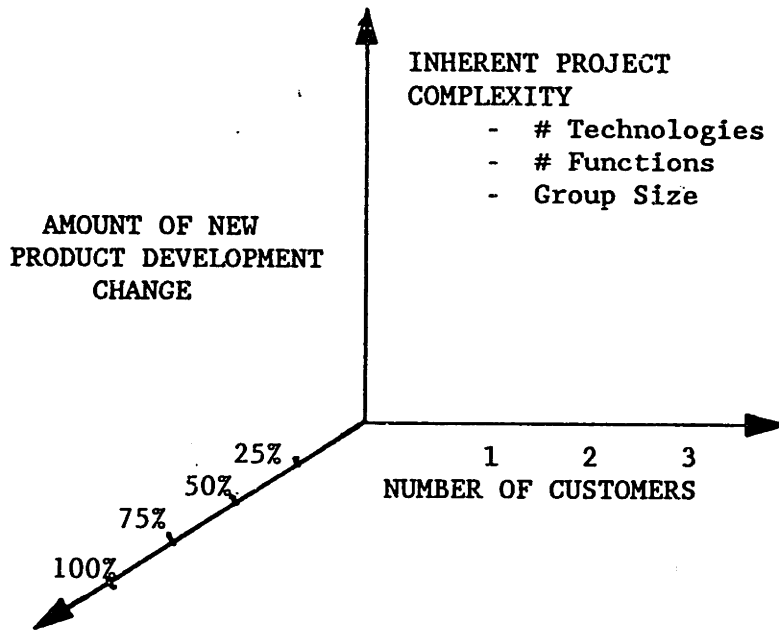 INHERENT PROJECT
COMPLEXITY
- # Technologies
- # Functions
- Group Size
AMOUNT OF NEW
PRODUCT DEVELOPMENT
CHANGE
25%
50%
75%
100%
1 2 3
NUMBER OF CUSTOMERS